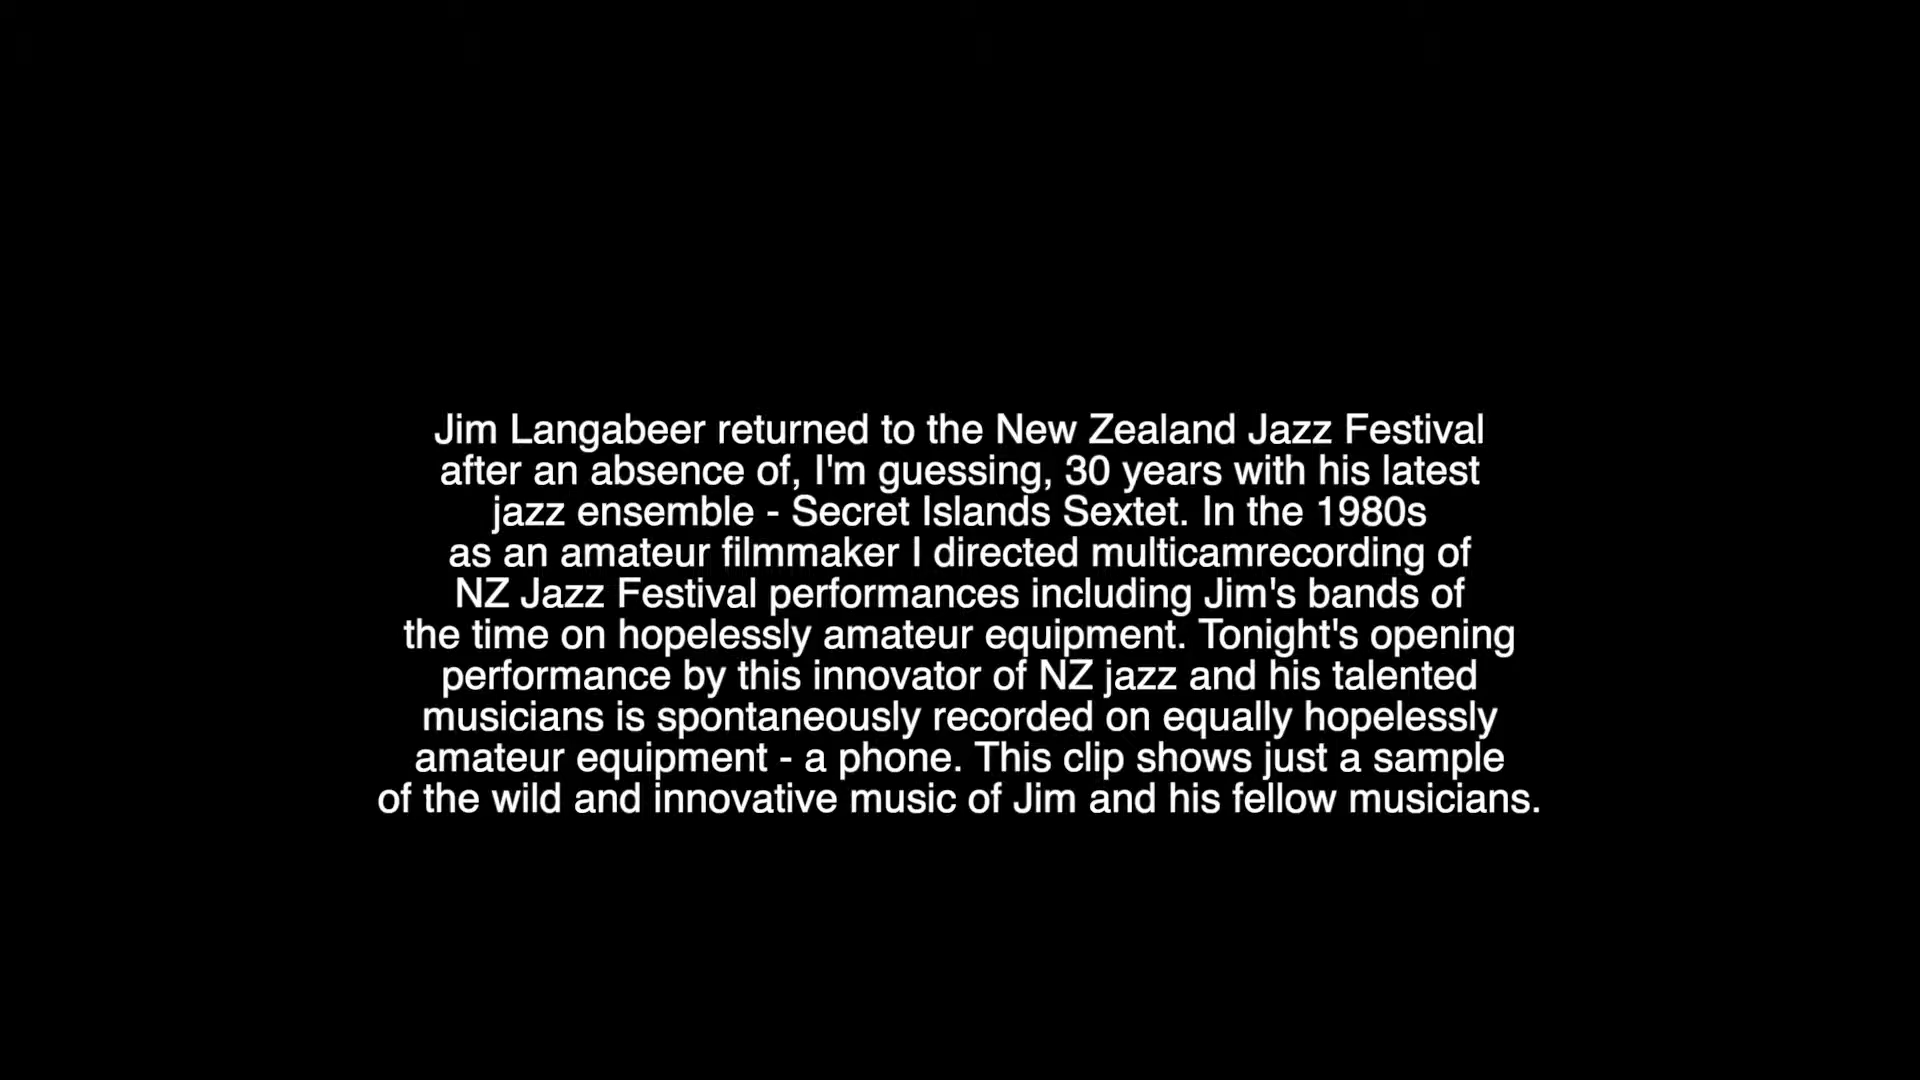 Jim Langabeer returned to the New Zealand Jazz Festival
after an absence of, I'm guessing, 30 years with his latest
jazz ensemble - Secret Islands Sextet. In the 1980s
as an amateur filmmaker I directed multicamrecording of
NZ Jazz Festival performances including Jim's bands of
the time on hopelessly amateur equipment. Tonight's opening
performance by this innovator of NZ jazz and his talented
musicians is spontaneously recorded on equally hopelessly
amateur equipment - a phone. This clip shows just a sample
of the wild and innovative music of Jim and his fellow musicians.